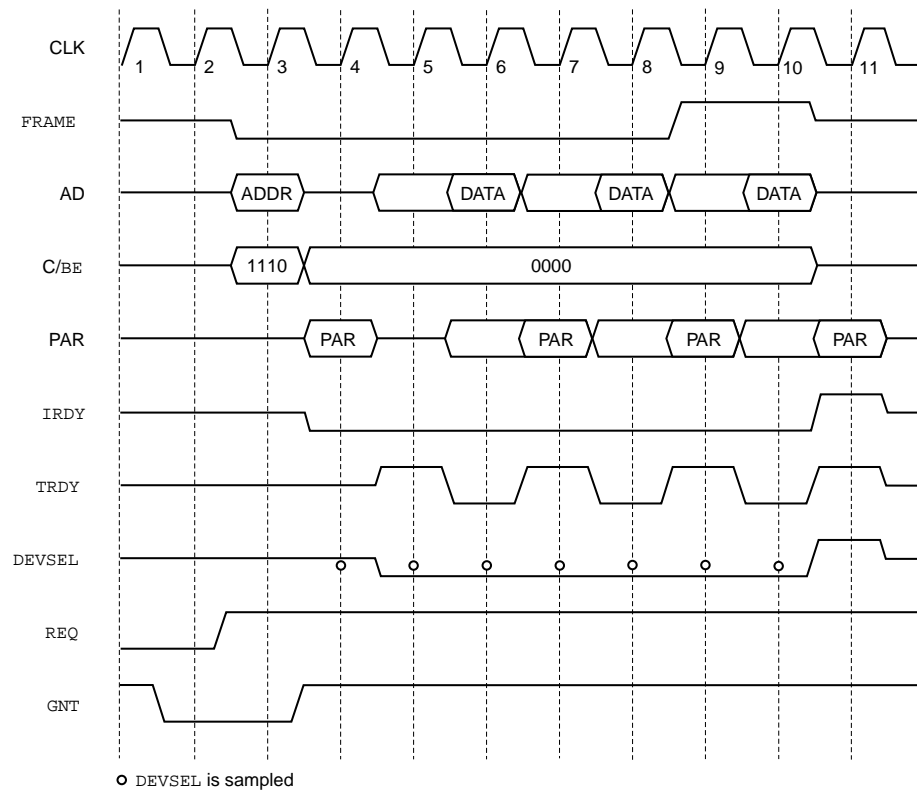 CLK
1 2 3 4 5 6 7 8 9 10 11
FRAME
AD
ADDR DATA DATA DATA
C/BE
1110 0000
PAR
PAR PAR PAR PAR
IRDY
TRDY
DEVSEL
REQ
GNT
DEVSEL is sampled